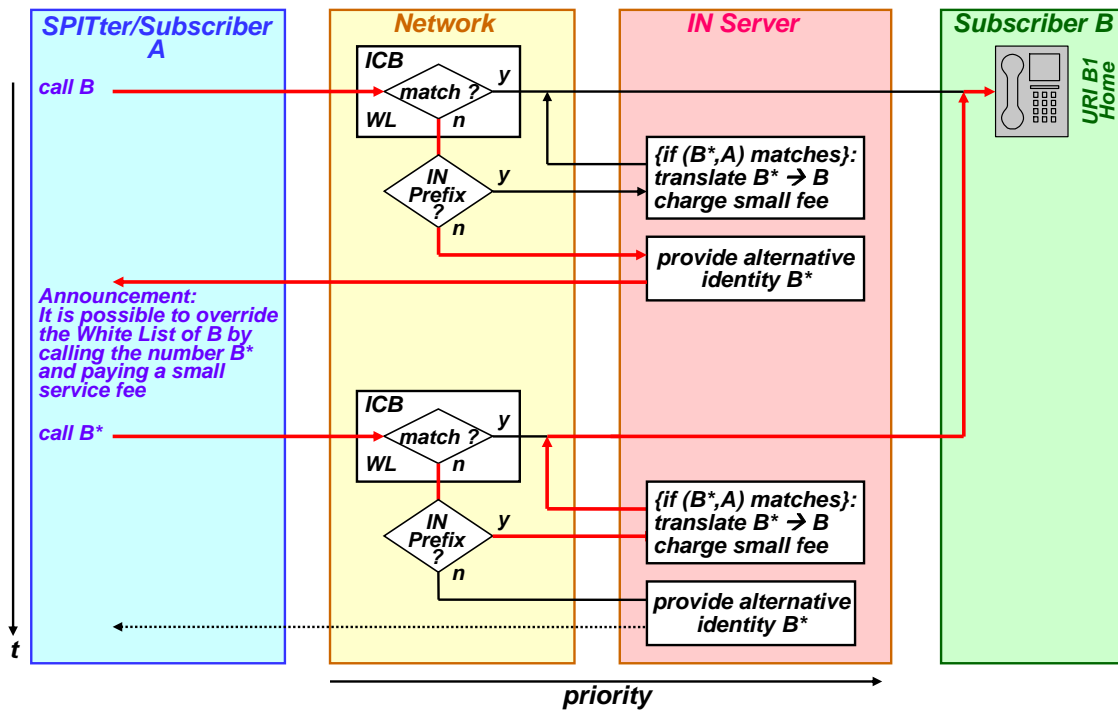 SPITter/Subscriber
A
Network
IN Server
Subscriber B
call B
ICB
match ?
y
WL
n
URI B1
Home
{if (B*,A) matches}:
translate B* → B
charge small fee
IN
Prefix
?
y
n
provide alternative
identity B*
Announcement:
It is possible to override
the White List of B by
calling the number B*
and paying a small
service fee
call B*
ICB
match ?
y
WL
n
{if (B*,A) matches}:
translate B* → B
charge small fee
IN
Prefix
?
y
n
provide alternative
identity B*
t
priority